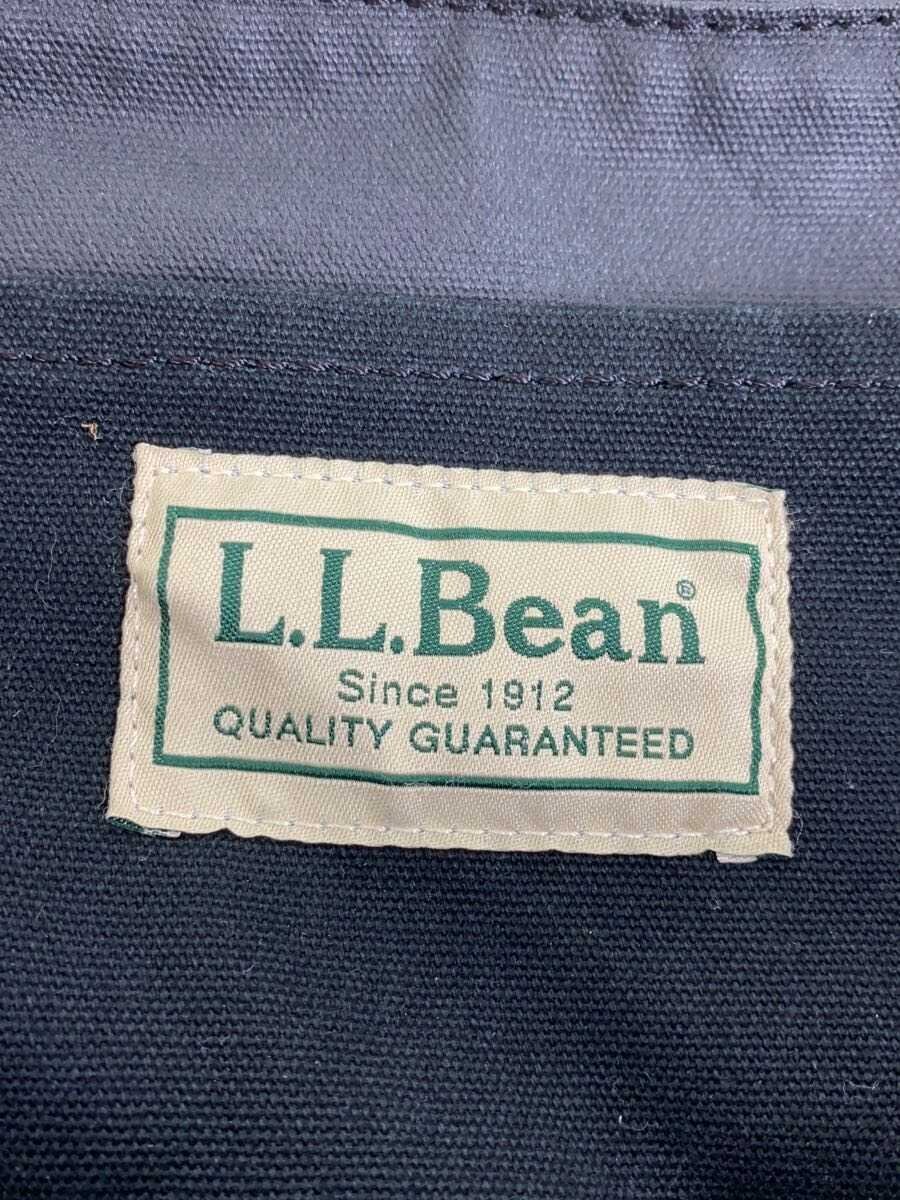 L.L.Bean®
Since 1912
QUALITY GUARANTEED